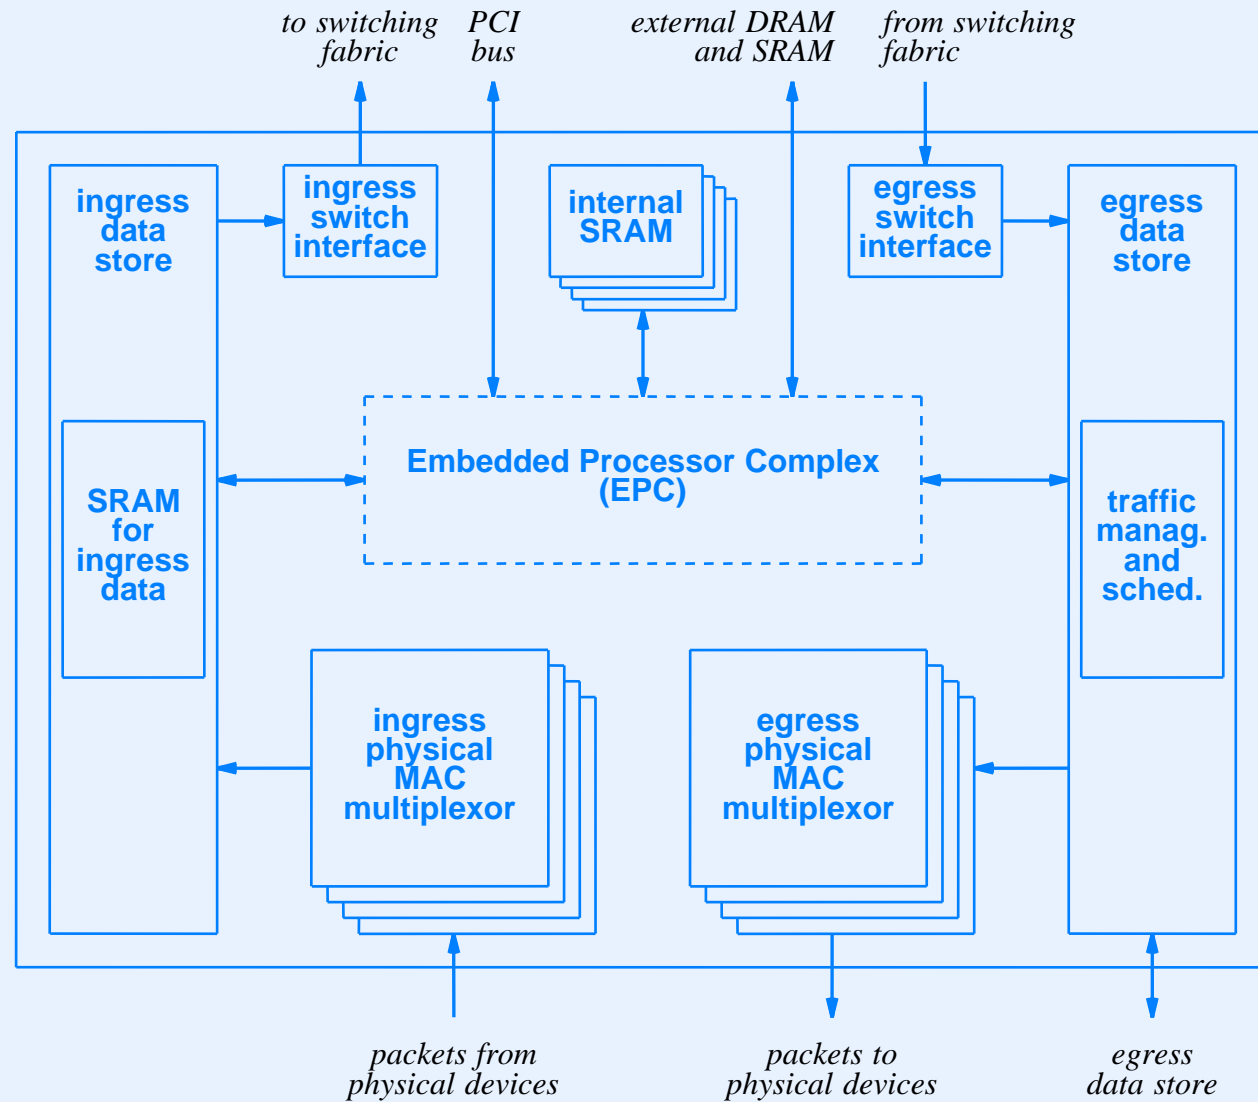 to switching
fabric
PCI
bus
external DRAM
and SRAM
from switching
fabric
ingress
data
store
ingress
switch
interface
internal
SRAM
egress
switch
interface
egress
data
store
Embedded Processor Complex
(EPC)
SRAM
for
ingress
data
traffic
manag.
and
sched.
ingress
physical
MAC
multiplexor
egress
physical
MAC
multiplexor
packets from
physical devices
packets to
physical devices
egress
data store